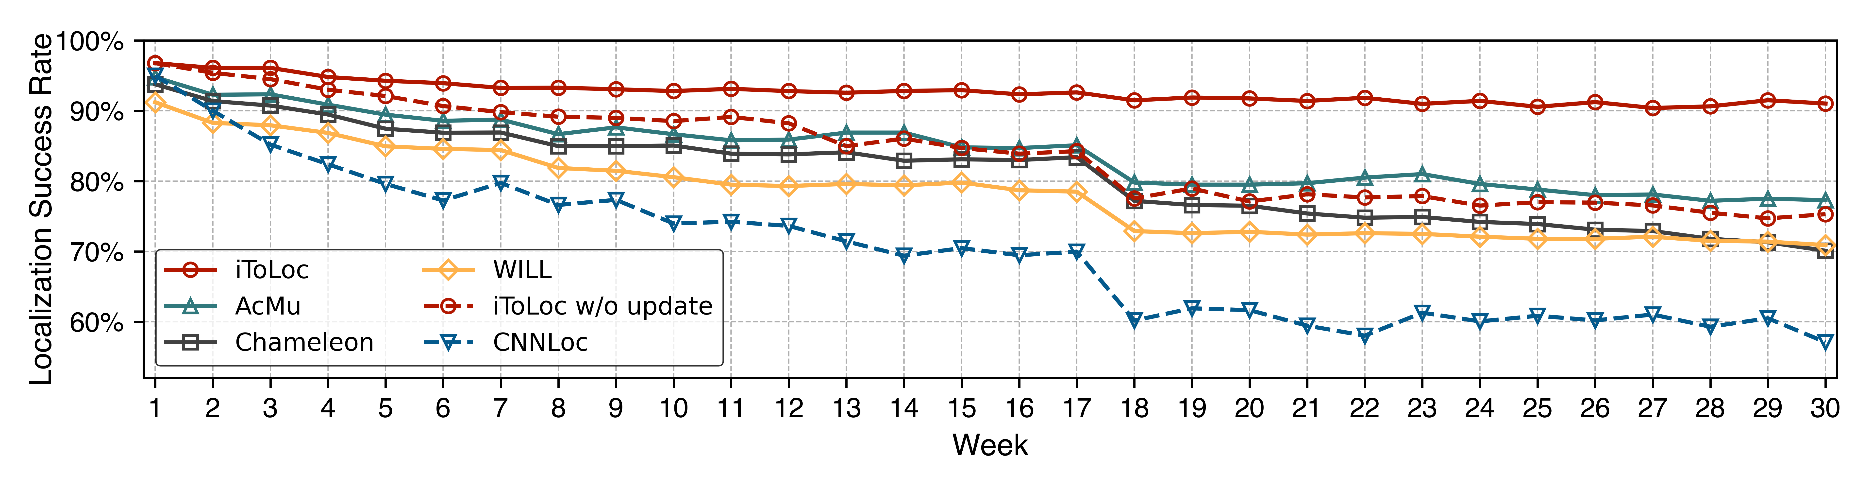 Localization Success Rate
100%
90%
80%
70%
60%
iToLoc
AcMu
Chameleon
WILL
iToLoc w/o update
CNNLoc
1 2 3 4 5 6 7 8 9 10 11 12 13 14 15 16 17 18 19 20 21 22 23 24 25 26 27 28 29 30
Week